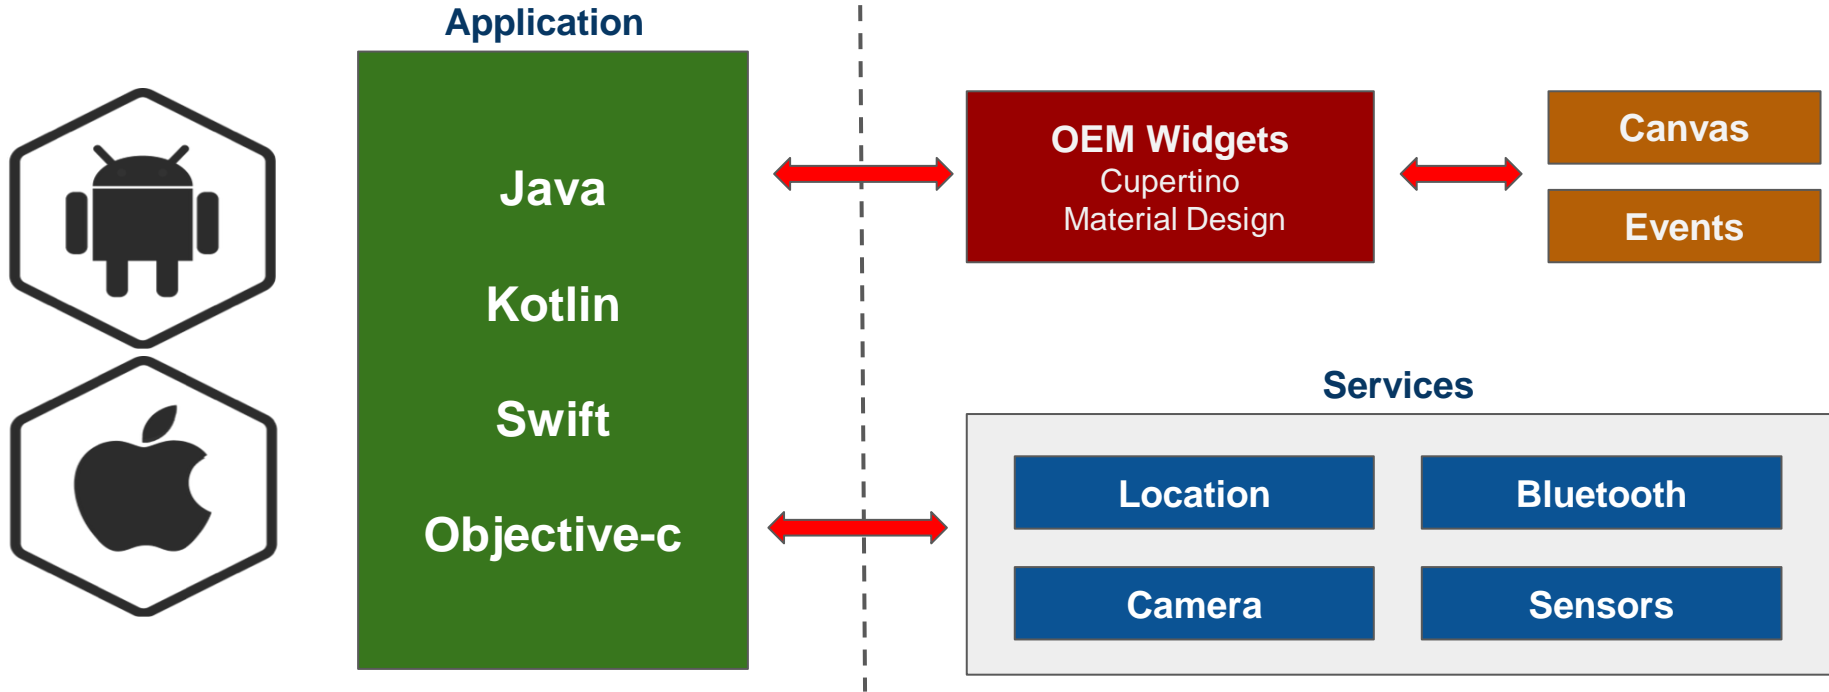 Application
Java
Kotlin
Swift
Objective-c
OEM Widgets
Cupertino
Material Design
Canvas
Events
Services
Location
Bluetooth
Camera
Sensors